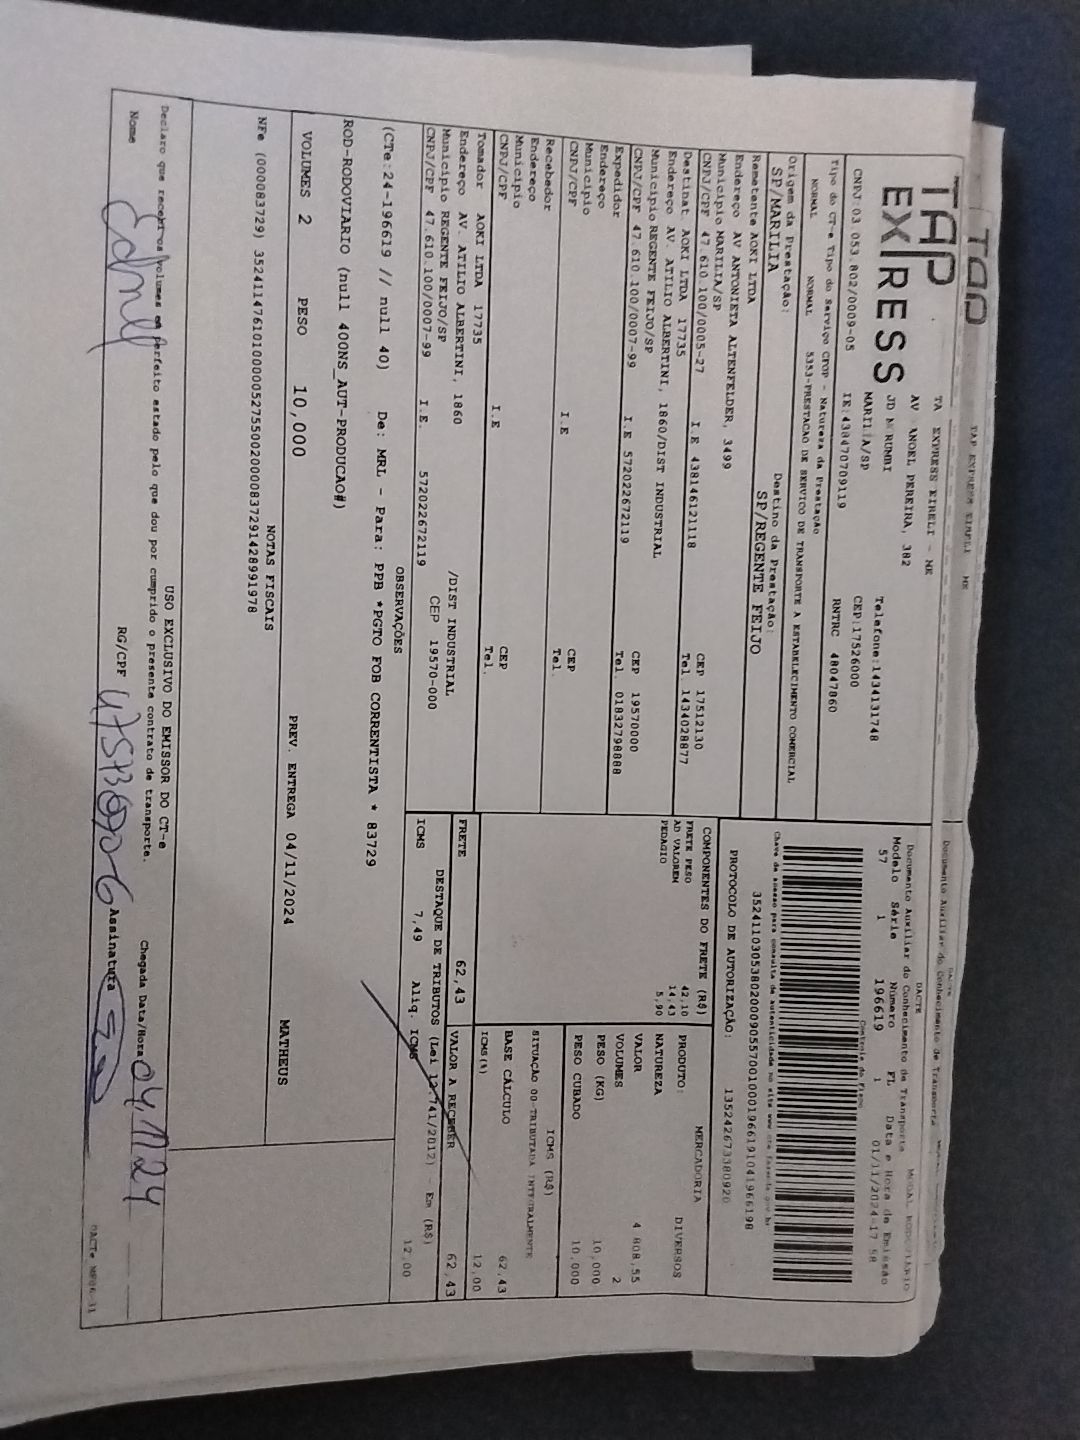 TAP
EXPRESS
TA EXPRESS EIRELI - ME
PEREIRA, 382
MARILIA/SP
Telefone:1434131748
CEP:17526000
CNPJ:03.053.802/0009-05
IE:438470709119
RNTRC 48047860
Tipo do CT-e Tipo do Serviço CFOP - Natureza da Prestação
NORMAL NORMAL 5353-PRESTACAO DE SERVICO DE TRANSPORTE A ESTABELECIMENTO COMERCIAL
Origem da Prestação: Destino da Prestação:
SP/MARILIA SP/REGENTE FEIJO
Remetente AOKI LTDA
Endereço AV ANTONIETA ALTENFELDER, 3499
Município MARILIA/SP CEP 17512130
CNPJ/CPF 47.610.100/0005-27 I.E 438146121118 Tel. 1434028877
Destinat. AOKI LTDA 17735
Endereço AV. ATILIO ALBERTINI, 1860/DIST INDUSTRIAL
Município REGENTE FEIJO/SP CEP 19570000
CNPJ/CPF 47.610.100/0007-99 I.E 572022672119 Tel. 01832798888
Expedidor
Endereço
Município CEP
CNPJ/CPF I.E Tel.
Recebedor
Endereço
Município CEP
CNPJ/CPF I.E Tel.
Tomador AOKI LTDA 17735
Endereço AV. ATILIO ALBERTINI, 1860 /DIST INDUSTRIAL
Município REGENTE FEIJO/SP CEP 19570-000
CNPJ/CPF 47.610.100/0007-99 I.E. 572022672119
DACTE
Documento Auxiliar do Conhecimento de Transporte
Modelo Série Número FL Data e Hora de Emissão
57 1 196619 1 01/11/2024-17:58
Controle do Fisco
Chave de acesso para consulta de autenticidade no site www.cte.fazenda.gov.br
35241103053802000905570010001966191041966198
PROTOCOLO DE AUTORIZAÇÃO: 135242673380920
COMPONENTES DO FRETE (R$)
FRETE PESO 42,10
AD VALOREM 14,43
PEDAGIO 5,90
PRODUTO: MERCADORIA
NATUREZA DIVERSOS
VALOR 4.808,55
VOLUMES 2
PESO (KG) 10,000
PESO CUBADO 10,000
ICMS (R$)
SITUAÇÃO 00-TRIBUTADA INTEGRALMENTE
BASE CÁLCULO 62,43
ICMS(%) 12,00
FRETE 62,43 VALOR A RECEBER 62,43
DESTAQUE DE TRIBUTOS (Lei 12.741/2012) - Em (R$)
ICMS 7,49 Aliq. ICMS 12,00
OBSERVAÇÕES
(CTe:24-196619 // null 40) De: MRL - Para: PPB *PGTO FOB CORRENTISTA * 83729
ROD-RODOVIARIO (null 400NS_AUT-PRODUCAO#)
VOLUMES 2 PESO 10,000 PREV. ENTREGA 04/11/2024 MATHEUS
NOTAS FISCAIS
NFe (000083729) 35241147610100000527550020000837291428991978
USO EXCLUSIVO DO EMISSOR DO CT-e
Declaro que recebi os volumes em perfeito estado pelo que dou por cumprido o presente contrato de transporte.
Chegada Data/Hora 04,11,24
Nome RG/CPF Assinatura